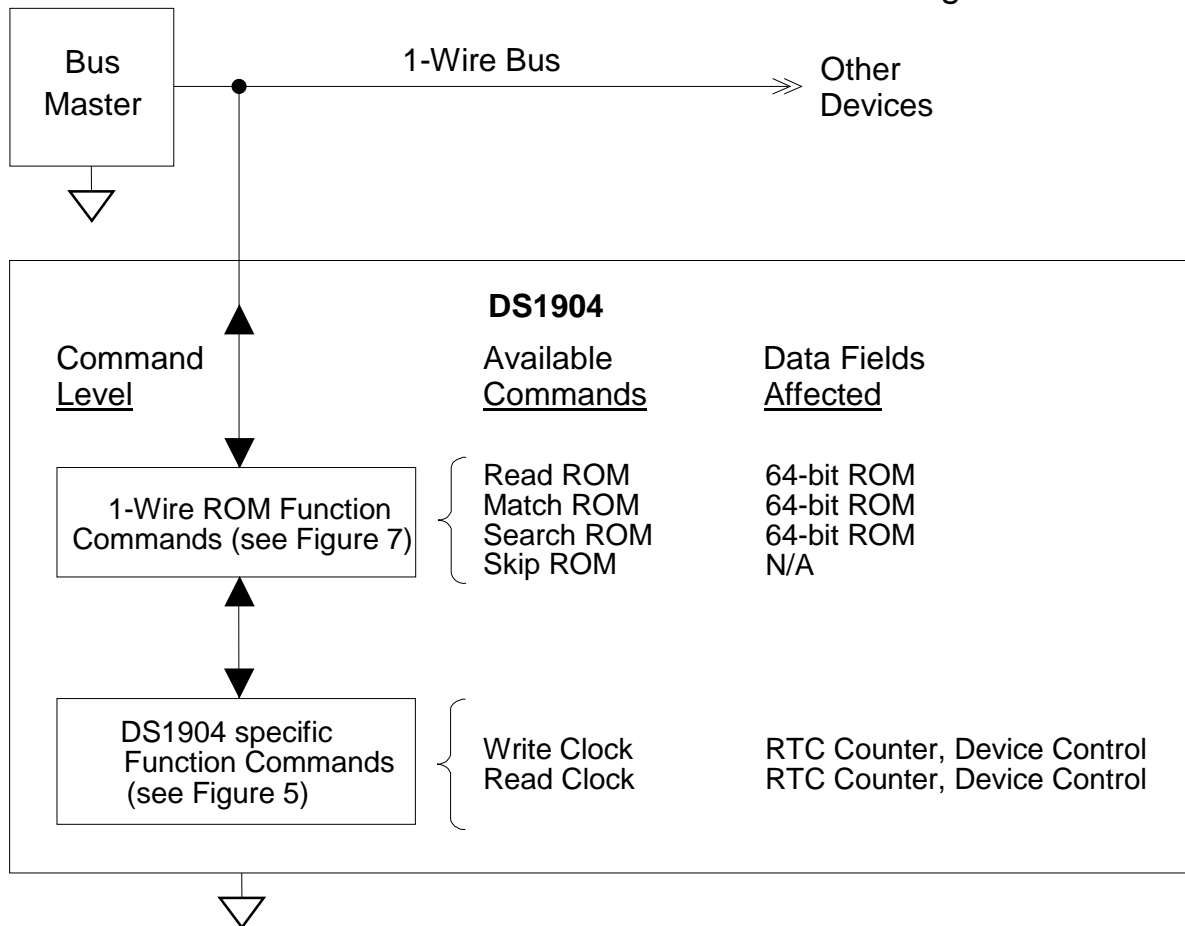 Bus
Master
1-Wire Bus
Other
Devices
DS1904
Command
Level
Available
Commands
Data Fields
Affected
1-Wire ROM Function
Commands (see Figure 7)
Read ROM 64-bit ROM
Match ROM 64-bit ROM
Search ROM 64-bit ROM
Skip ROM N/A
DS1904 specific
Function Commands
(see Figure 5)
Write Clock RTC Counter, Device Control
Read Clock RTC Counter, Device Control